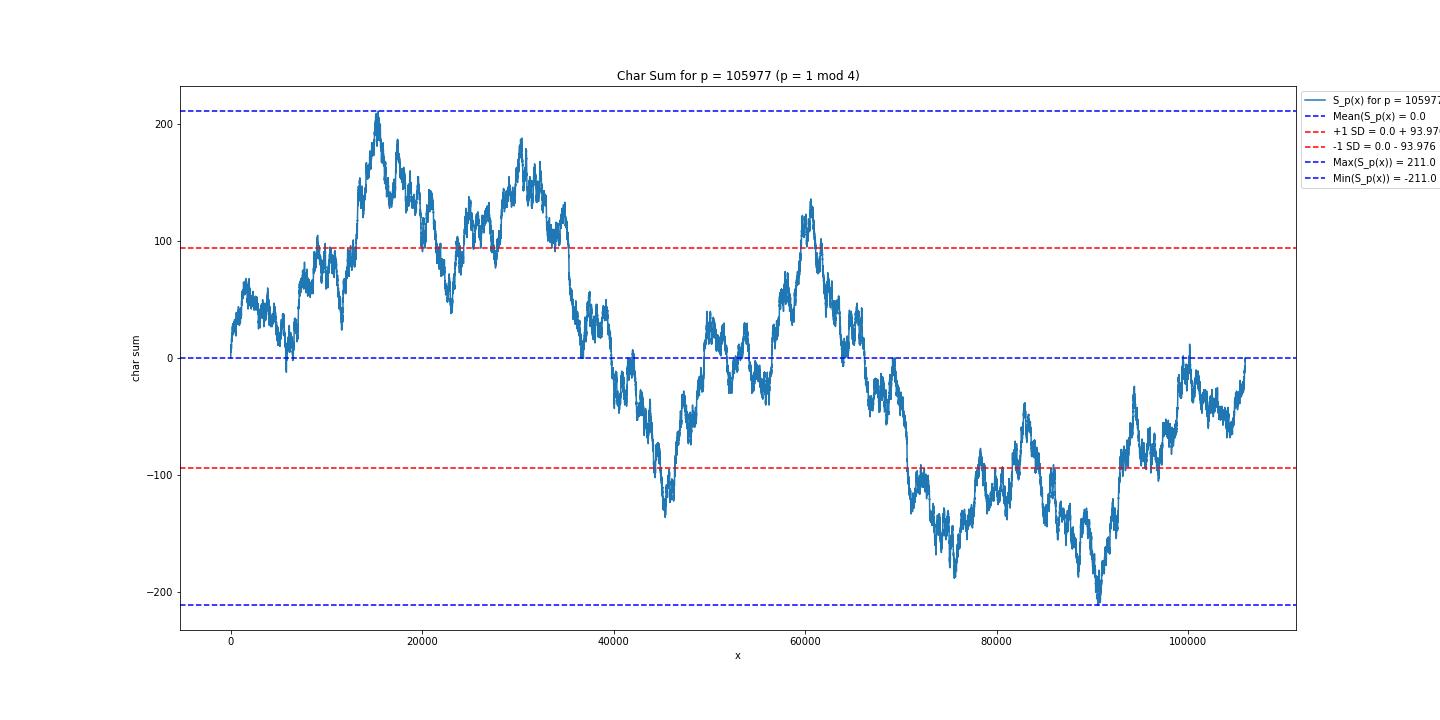 Char Sum for p = 105977 (p = 1 mod 4)
S_p(x) for p = 105977
Mean(S_p(x) = 0.0
+1 SD = 0.0 + 93.976
-1 SD = 0.0 - 93.976
Max(S_p(x)) = 211.0
Min(S_p(x)) = -211.0
char sum
200
100
0
−100
−200
0
20000
40000
60000
80000
100000
x